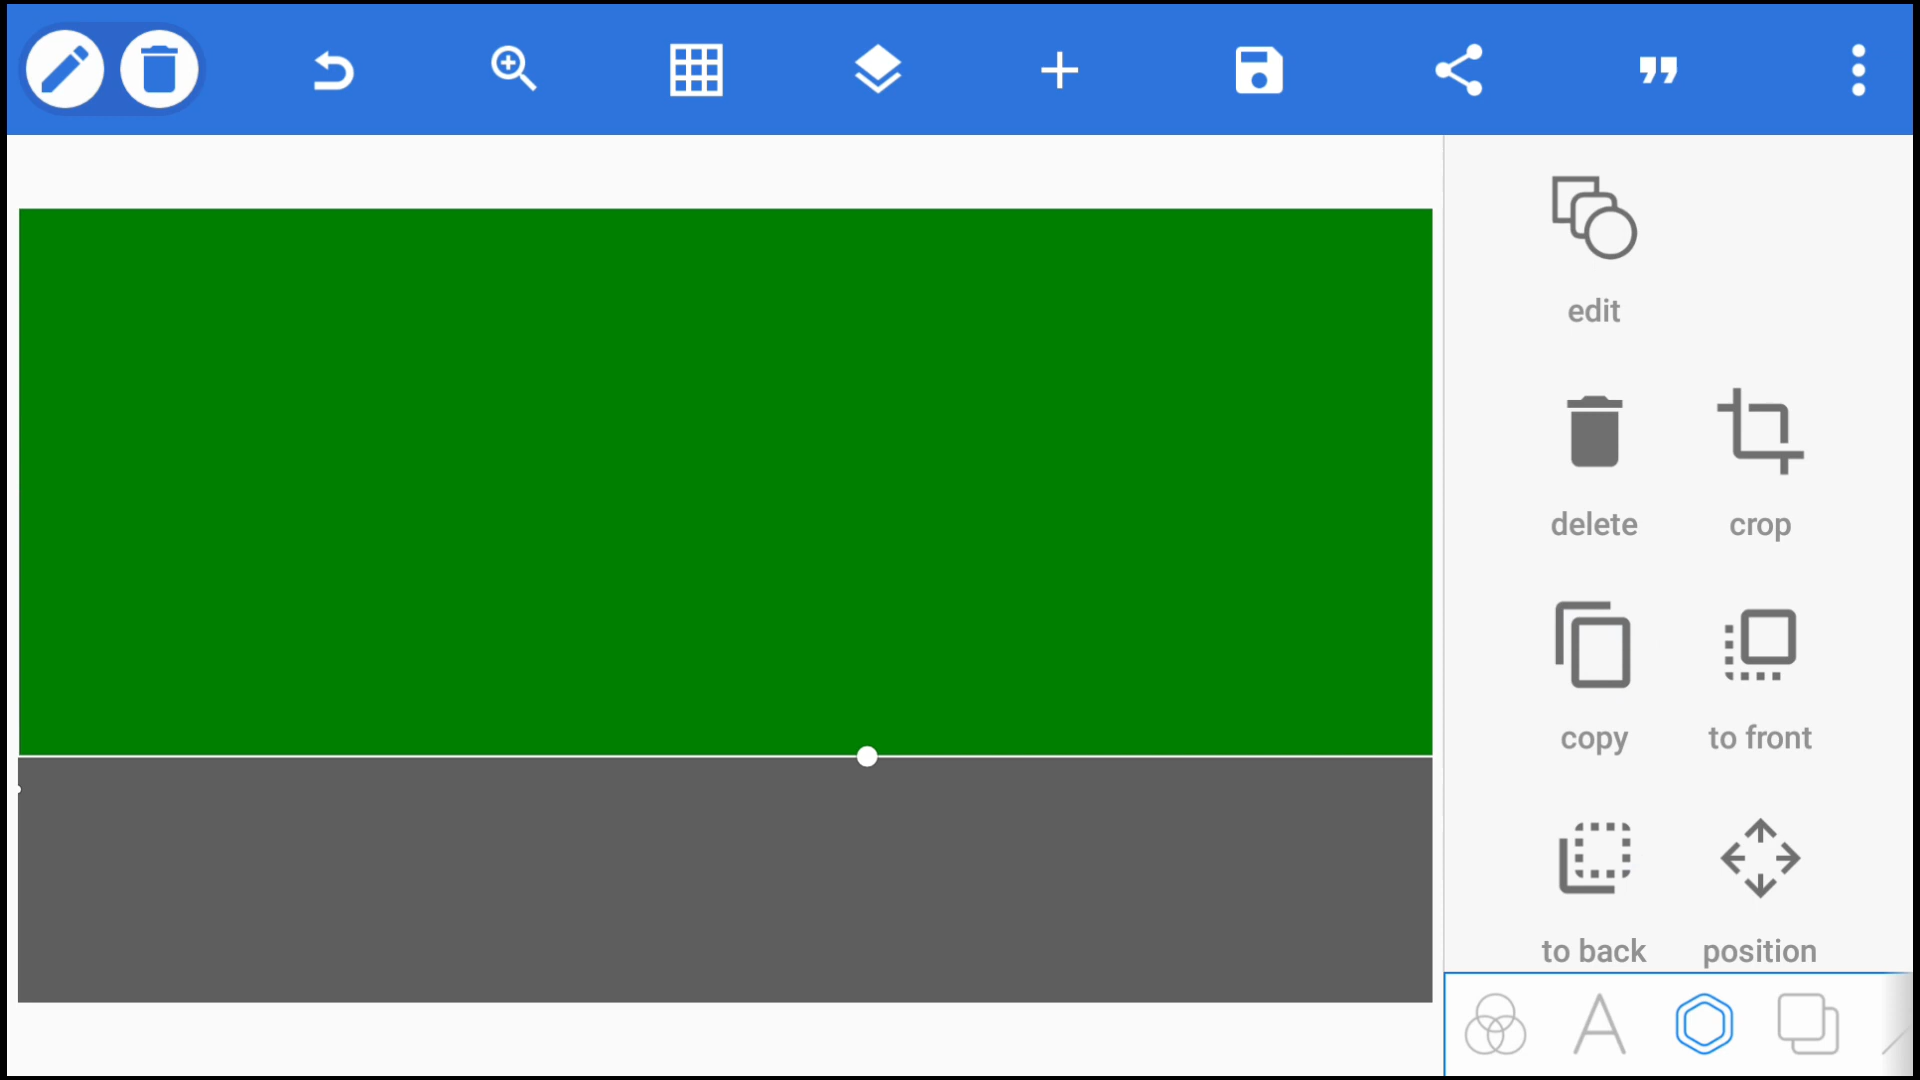 edit
delete
crop
copy
to front
to back
position